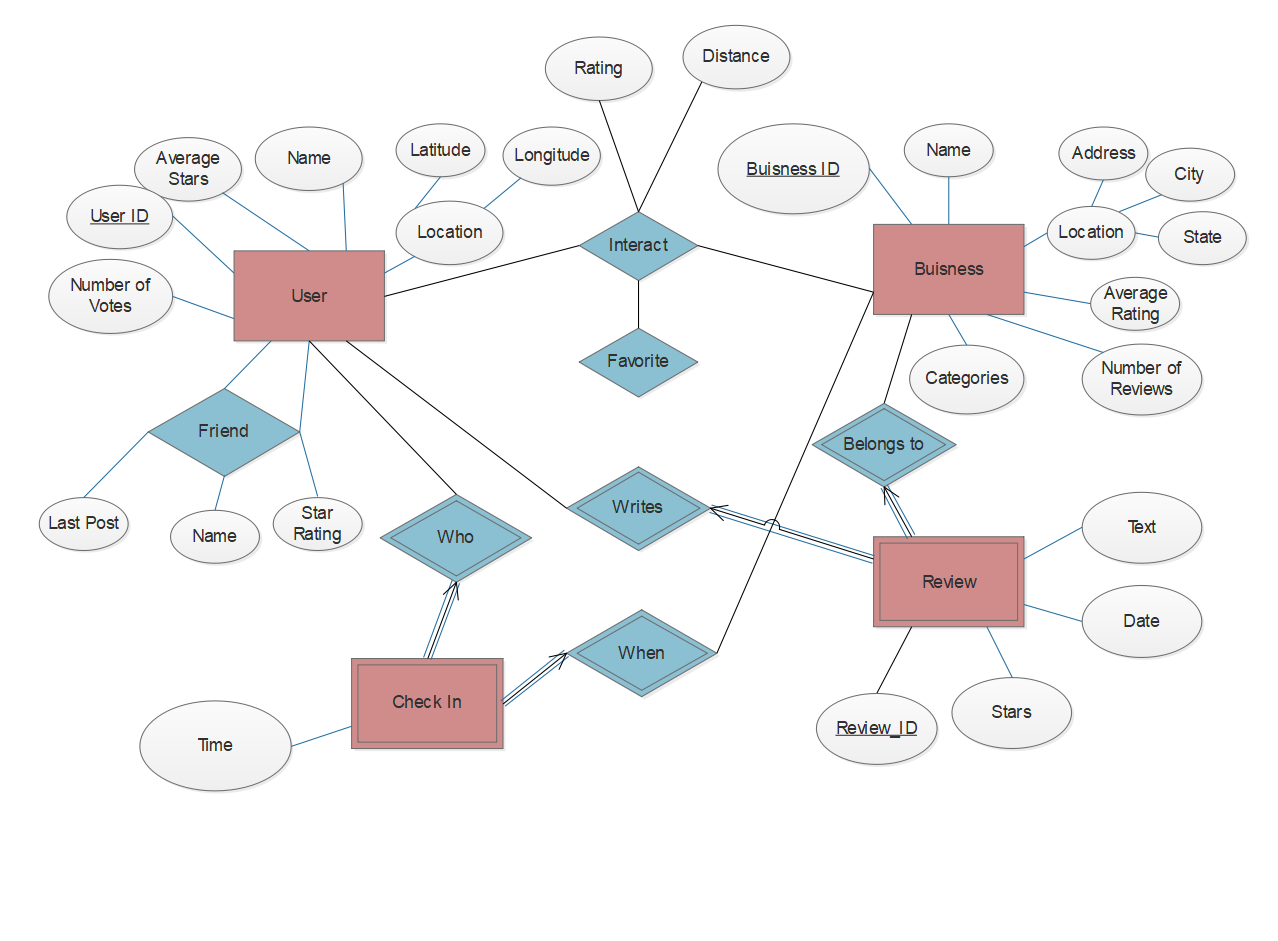 Rating
Distance
Average
Stars
Name
Latitude
Longitude
Buisness ID
Name
Address
City
User ID
Location
Interact
Location
State
Number of
Votes
User
Buisness
Average
Rating
Favorite
Categories
Number of
Reviews
Friend
Belongs to
Last Post
Name
Star
Rating
Who
Writes
Text
Review
Date
Check In
When
Time
Review_ID
Stars